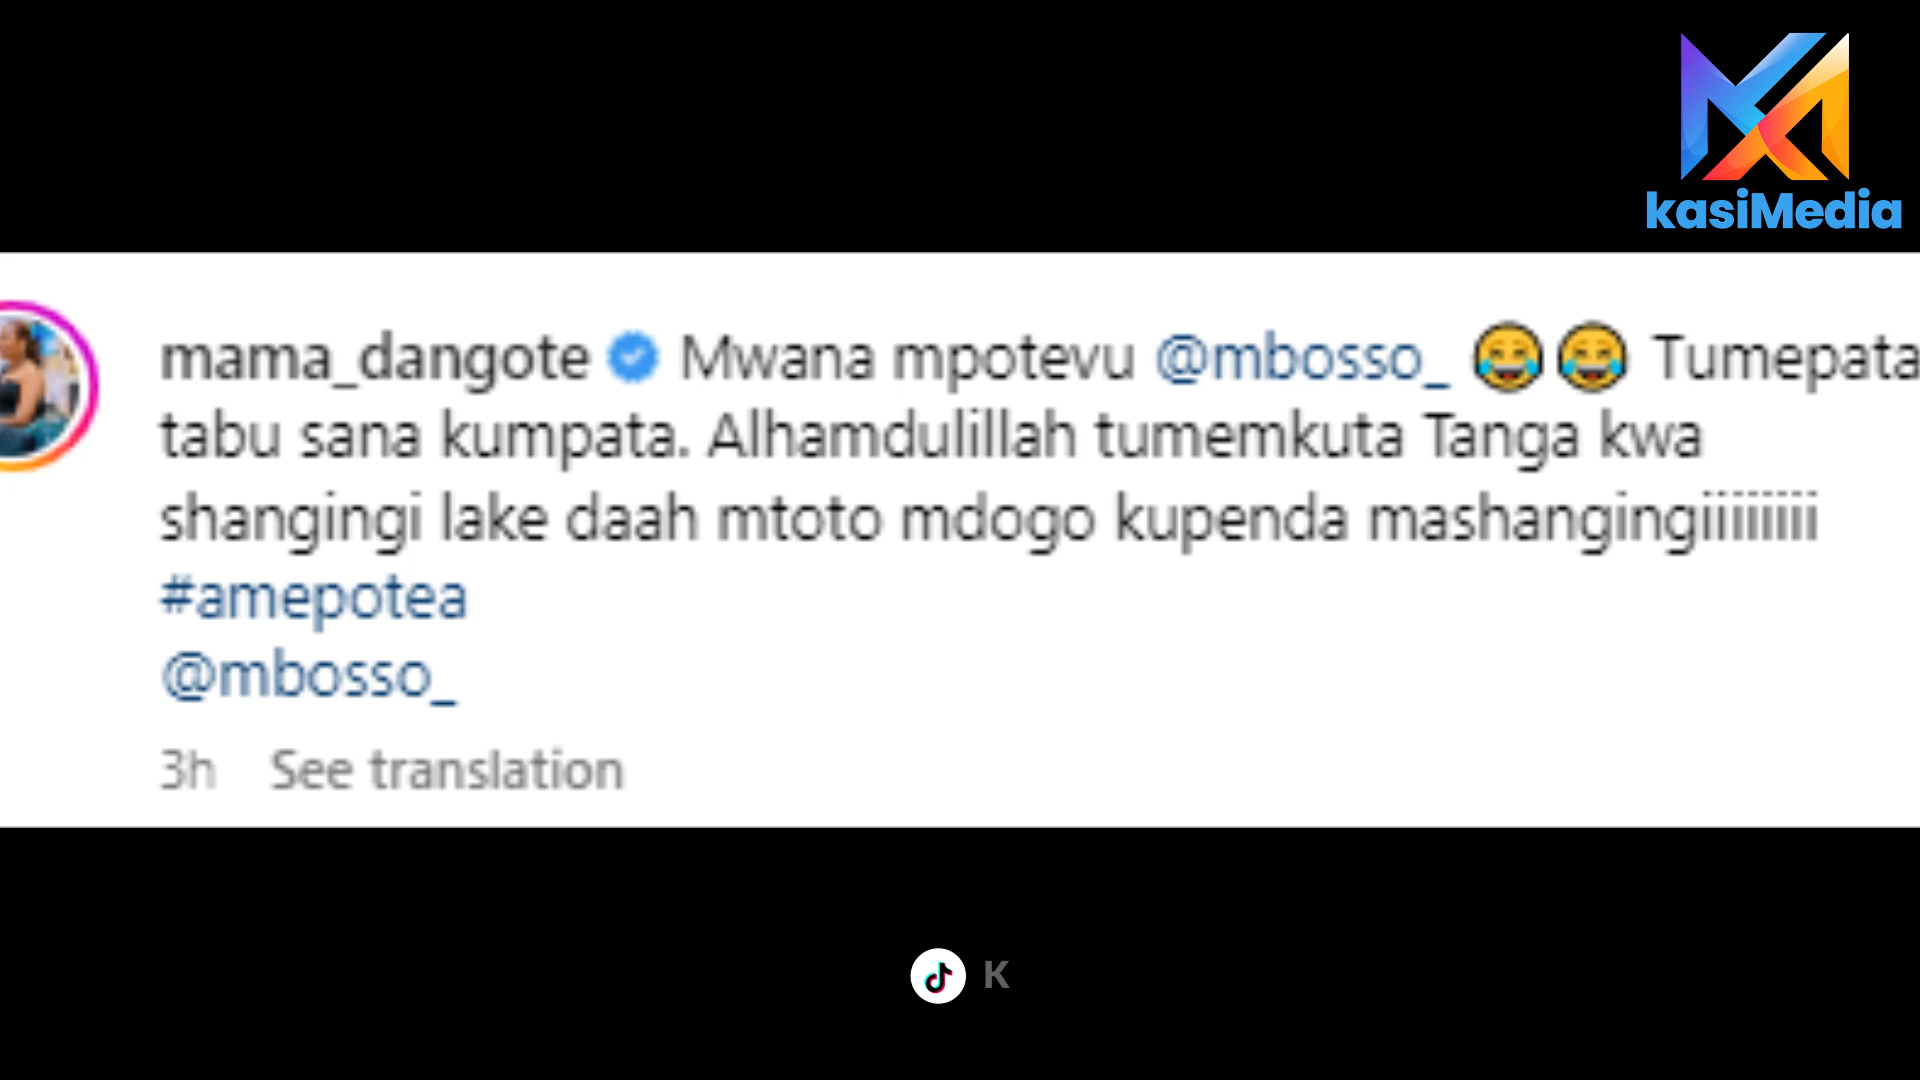 kasiMedia
mama_dangote Mwana mpotevu @mbosso_ 😂😂 Tumepata
tabu sana kumpata. Alhamdulillah tumemkuta Tanga kwa
shangingi lake daah mtoto mdogo kupenda mashangingiiiiiiiii
#amepotea
@mbosso_
3h See translation
K